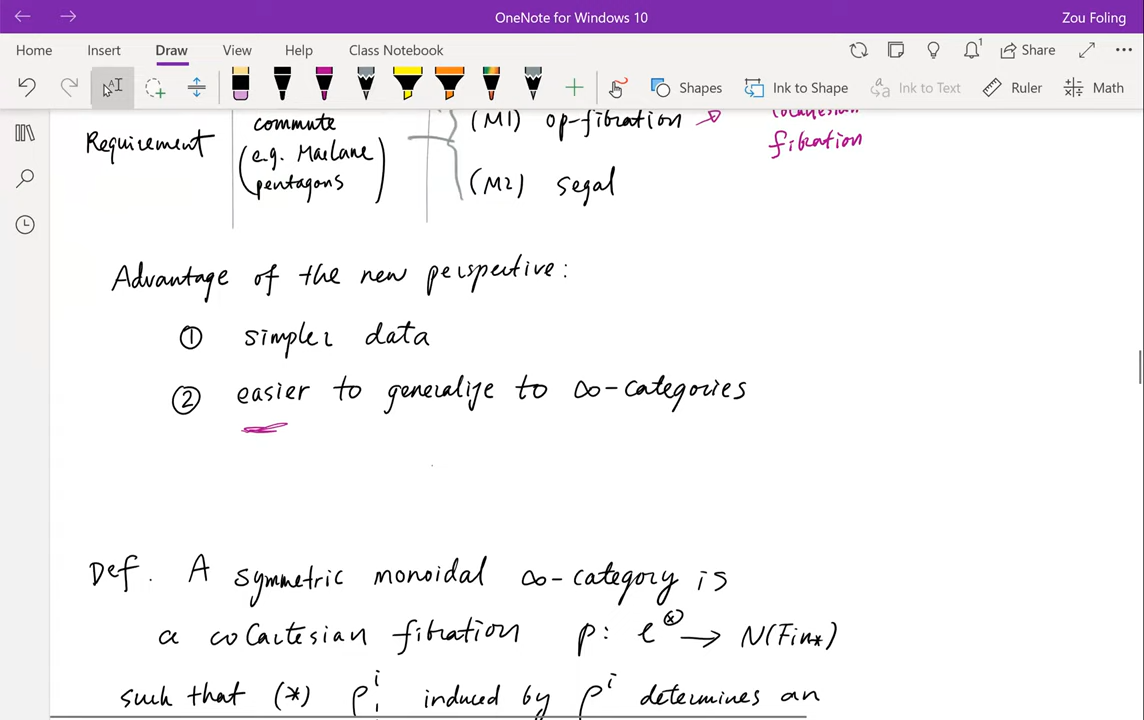 OneNote for Windows 10
Zou Foling
Home Insert Draw View Help Class Notebook
1
Share
Shapes Ink to Shape Ink to Text Ruler Math
commute
(M1) op-fibration → cocartesian
Requirement (e.g. MacLane fibration
pentagons)
(M2) segal
Advantage of the new perspective:
① simpler data
② easier to generalize to ∞-categories
Def. A symmetric monoidal ∞-category is
a coCartesian fibration p: C^⊗ → N(Fin*)
such that (*) ρ^i_! induced by ρ^i determines an